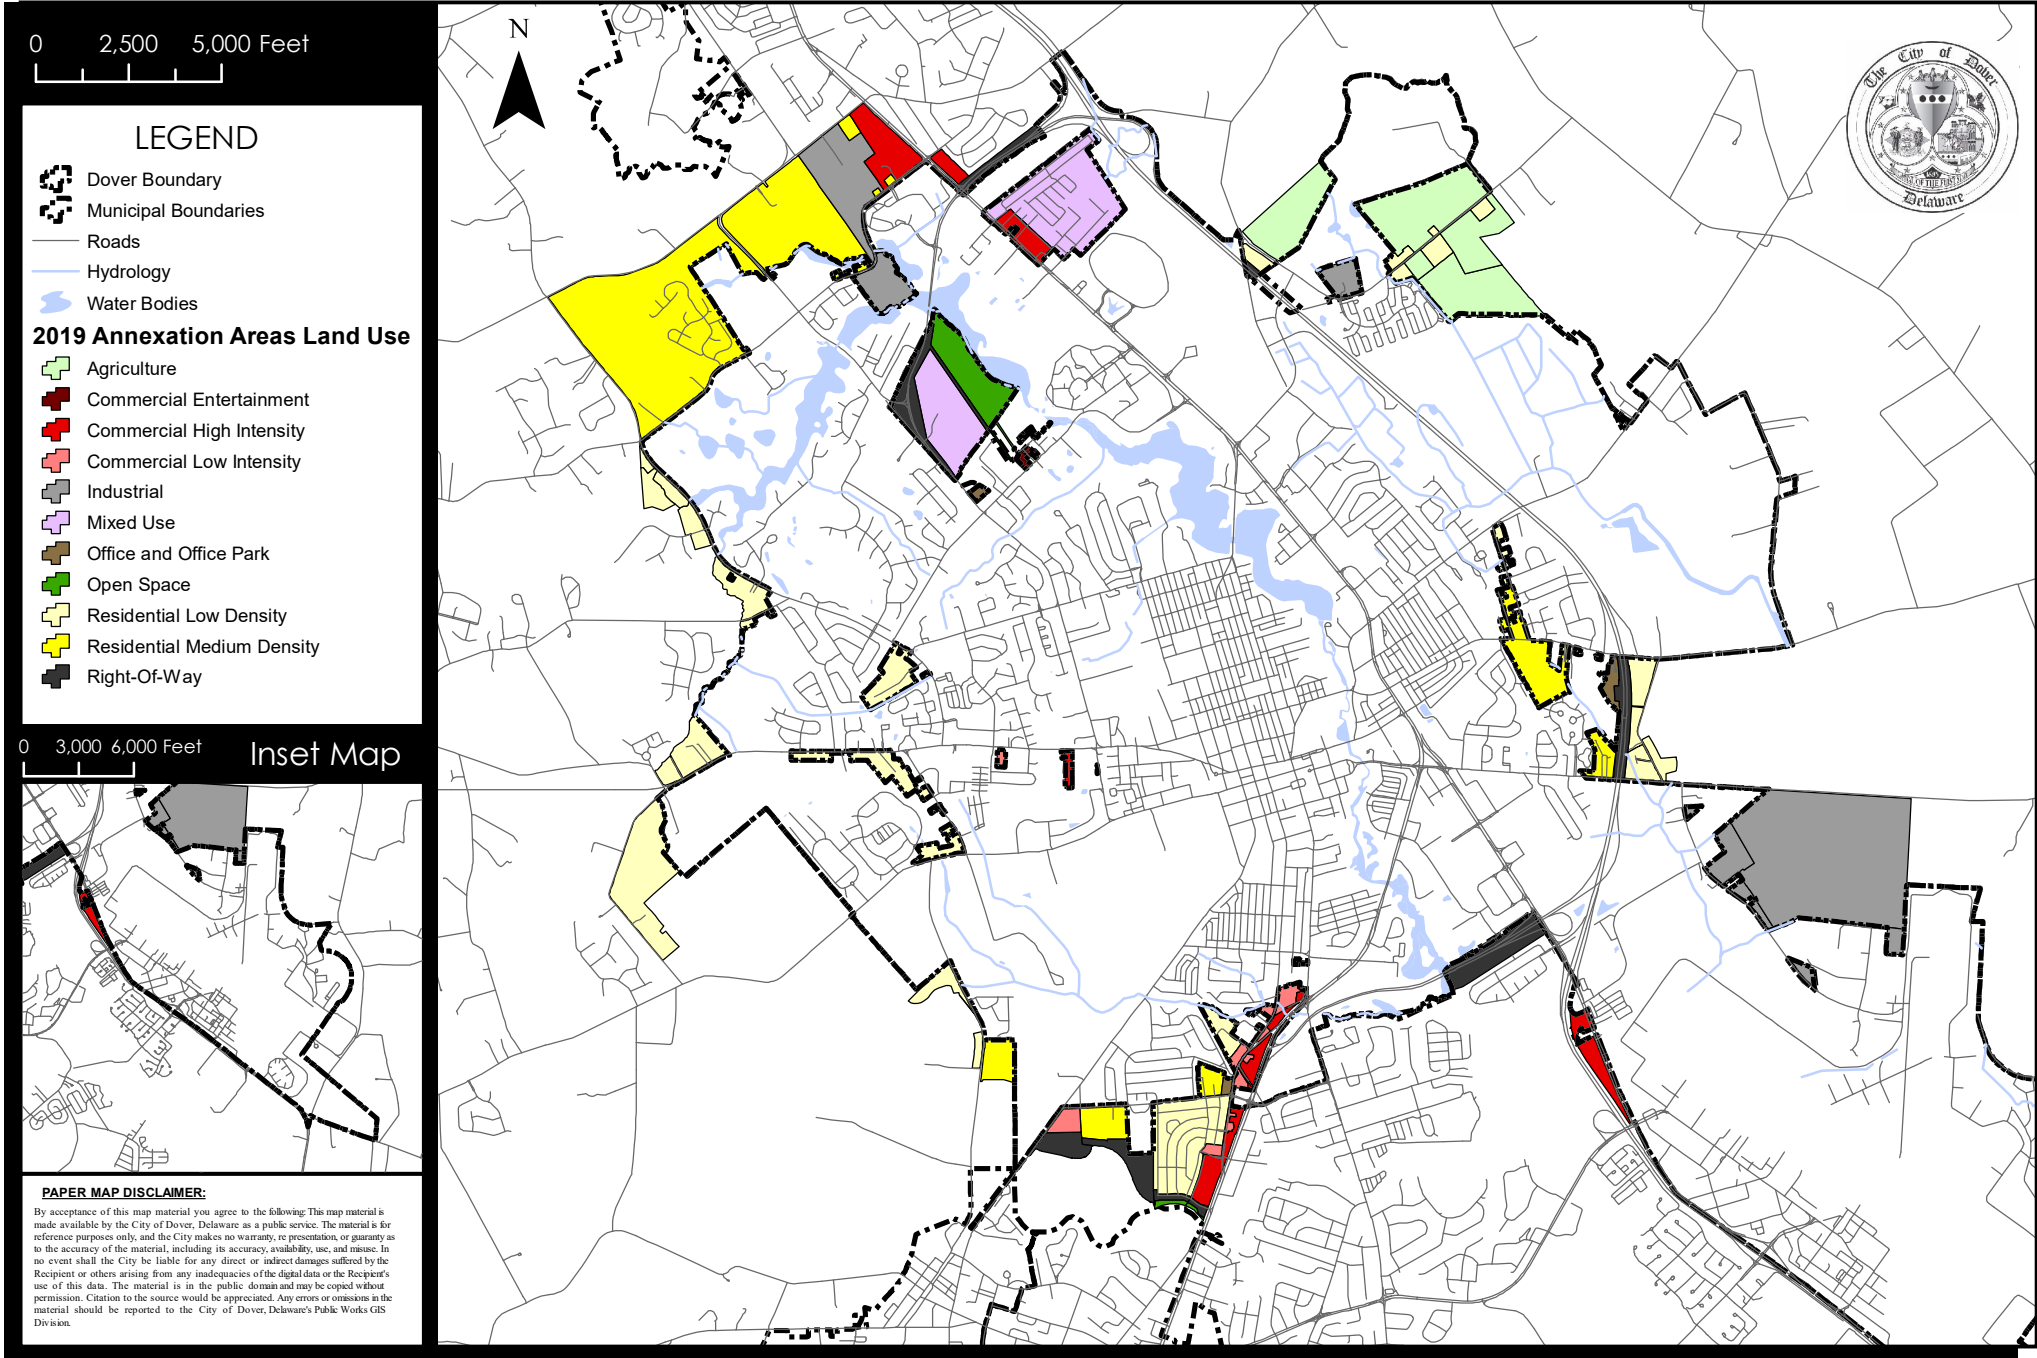 0 2,500 5,000 Feet
LEGEND
Dover Boundary
Municipal Boundaries
Roads
Hydrology
Water Bodies
2019 Annexation Areas Land Use
Agriculture
Commercial Entertainment
Commercial High Intensity
Commercial Low Intensity
Industrial
Mixed Use
Office and Office Park
Open Space
Residential Low Density
Residential Medium Density
Right-Of-Way
0 3,000 6,000 Feet
Inset Map
PAPER MAP DISCLAIMER:
By acceptance of this map material you agree to the following: This map material is
made available by the City of Dover, Delaware as a public service. The material is for
reference purposes only, and the City makes no warranty, re presentation, or guaranty as
to the accuracy of the material, including its accuracy, availability, use, and misuse. In
no event shall the City be liable for any direct or indirect damages suffered by the
Recipient or others arising from any inadequacies of the digital data or the Recipient's
use of this data. The material is in the public domain and may be copied without
permission. Citation to the source would be appreciated. Any errors or omissions in the
material should be reported to the City of Dover, Delaware's Public Works GIS
Division.
N
The City of Dover
Delaware